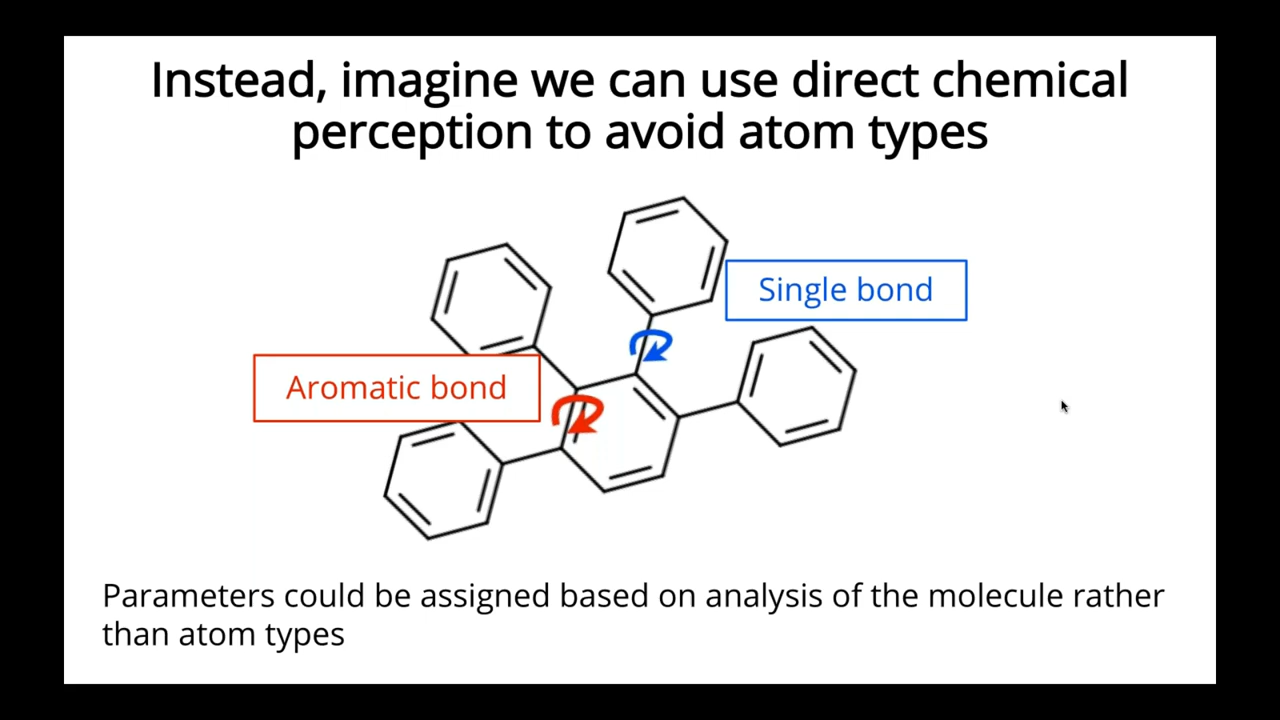 Instead, imagine we can use direct chemical
perception to avoid atom types
Single bond
Aromatic bond
Parameters could be assigned based on analysis of the molecule rather
than atom types